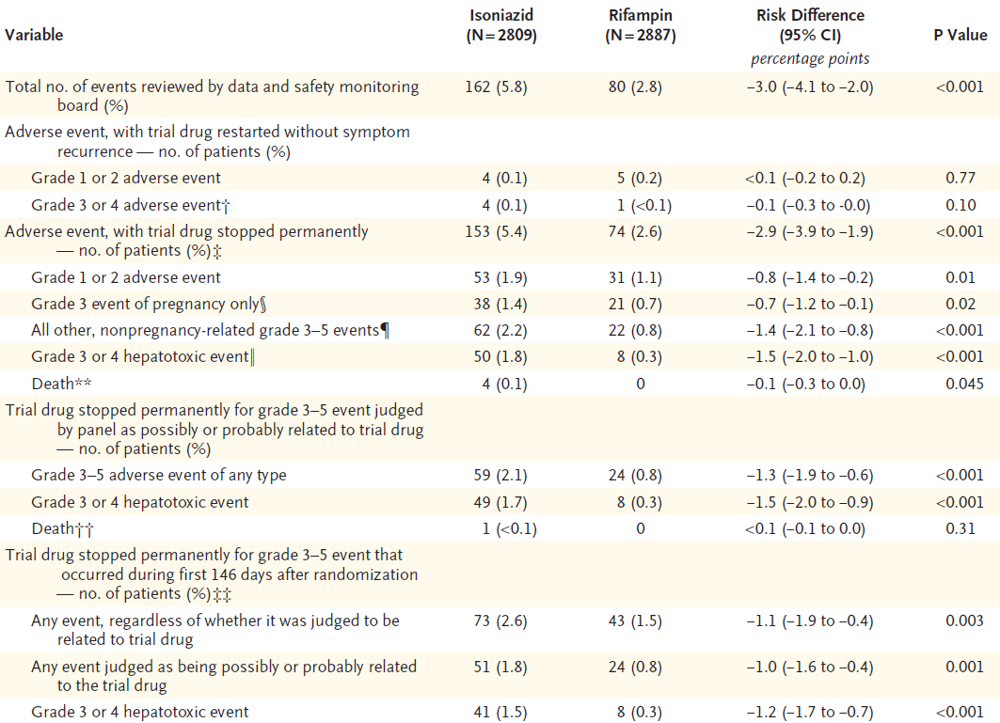 Variable Isoniazid (N=2809) Rifampin (N=2887) Risk Difference (95% CI) P Value
percentage points
Total no. of events reviewed by data and safety monitoring board (%) 162 (5.8) 80 (2.8) −3.0 (−4.1 to −2.0) <0.001
Adverse event, with trial drug restarted without symptom recurrence — no. of patients (%)
Grade 1 or 2 adverse event 4 (0.1) 5 (0.2) <0.1 (−0.2 to 0.2) 0.77
Grade 3 or 4 adverse event† 4 (0.1) 1 (<0.1) −0.1 (−0.3 to -0.0) 0.10
Adverse event, with trial drug stopped permanently — no. of patients (%)‡ 153 (5.4) 74 (2.6) −2.9 (−3.9 to −1.9) <0.001
Grade 1 or 2 adverse event 53 (1.9) 31 (1.1) −0.8 (−1.4 to −0.2) 0.01
Grade 3 event of pregnancy only§ 38 (1.4) 21 (0.7) −0.7 (−1.2 to −0.1) 0.02
All other, nonpregnancy-related grade 3–5 events¶ 62 (2.2) 22 (0.8) −1.4 (−2.1 to −0.8) <0.001
Grade 3 or 4 hepatotoxic event‖ 50 (1.8) 8 (0.3) −1.5 (−2.0 to −1.0) <0.001
Death** 4 (0.1) 0 −0.1 (−0.3 to 0.0) 0.045
Trial drug stopped permanently for grade 3–5 event judged by panel as possibly or probably related to trial drug — no. of patients (%)
Grade 3–5 adverse event of any type 59 (2.1) 24 (0.8) −1.3 (−1.9 to −0.6) <0.001
Grade 3 or 4 hepatotoxic event 49 (1.7) 8 (0.3) −1.5 (−2.0 to −0.9) <0.001
Death†† 1 (<0.1) 0 <0.1 (−0.1 to 0.0) 0.31
Trial drug stopped permanently for grade 3–5 event that occurred during first 146 days after randomization — no. of patients (%)‡‡
Any event, regardless of whether it was judged to be related to trial drug 73 (2.6) 43 (1.5) −1.1 (−1.9 to −0.4) 0.003
Any event judged as being possibly or probably related to the trial drug 51 (1.8) 24 (0.8) −1.0 (−1.6 to −0.4) 0.001
Grade 3 or 4 hepatotoxic event 41 (1.5) 8 (0.3) −1.2 (−1.7 to −0.7) <0.001